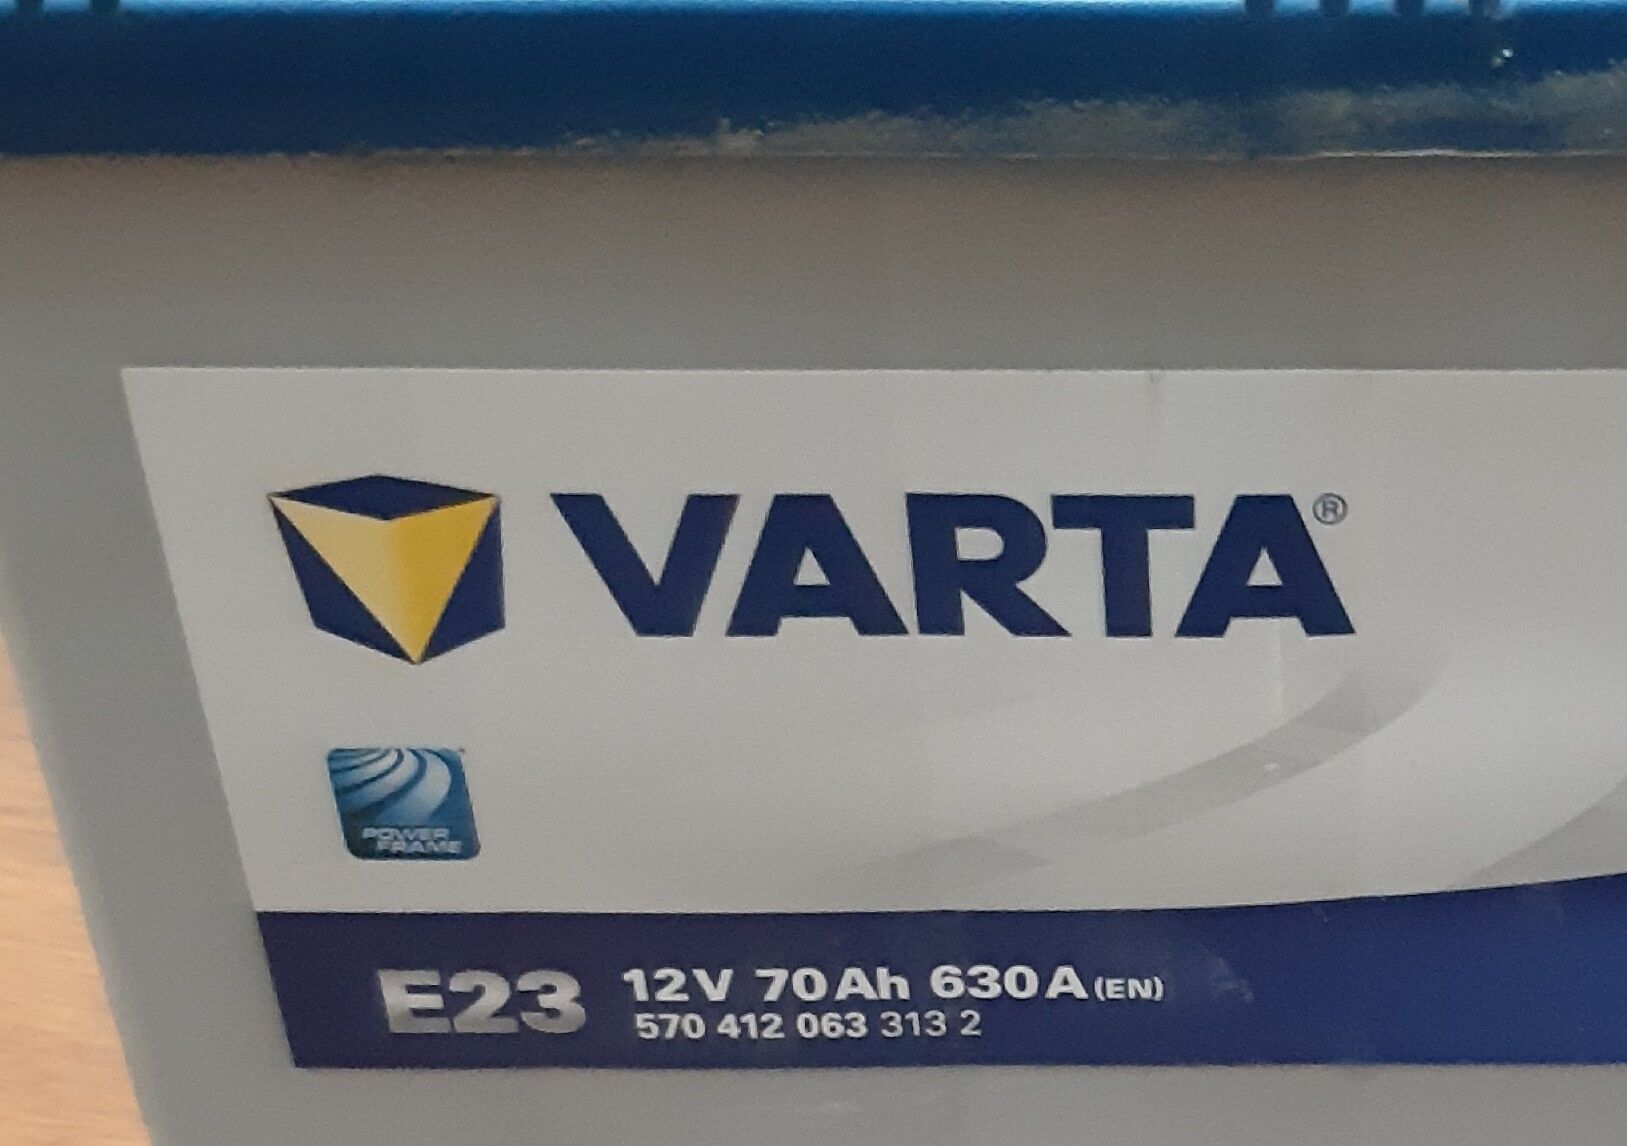 VARTA®
POWER
FRAME
E23 12V 70Ah 630A (EN)
570 412 063 313 2